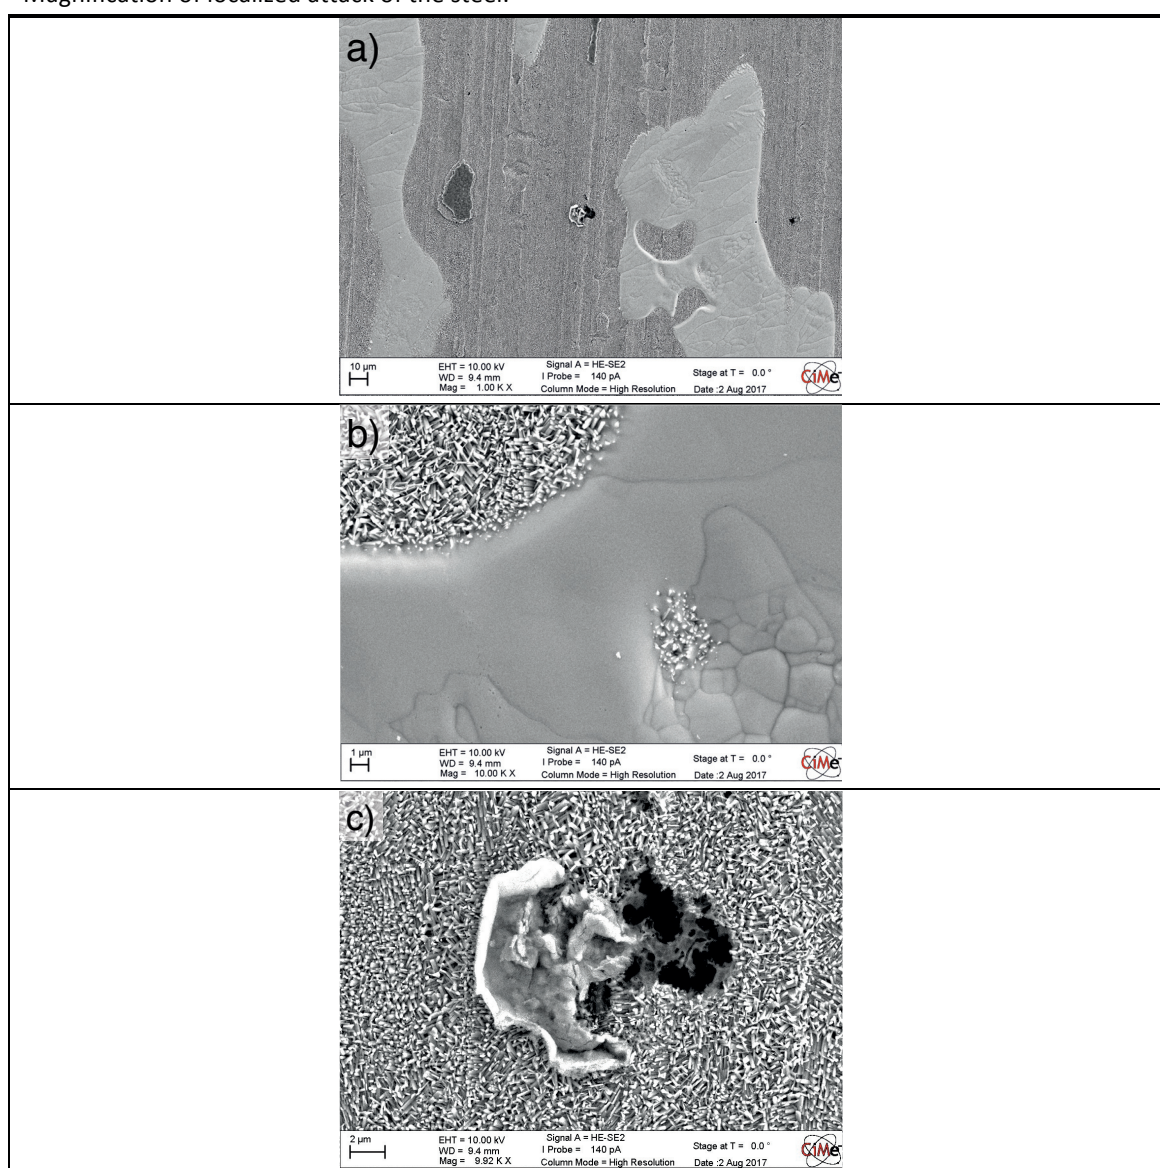 Magnification of localized attack of the steel.
a)
10 µm
EHT = 10.00 kV
WD = 9.4 mm
Mag = 1.00 K X
Signal A = HE-SE2
I Probe = 140 pA
Column Mode = High Resolution
Stage at T = 0.0 °
Date :2 Aug 2017
CiMe
b)
1 µm
EHT = 10.00 kV
WD = 9.4 mm
Mag = 10.00 K X
Signal A = HE-SE2
I Probe = 140 pA
Column Mode = High Resolution
Stage at T = 0.0 °
Date :2 Aug 2017
CiMe
c)
2 µm
EHT = 10.00 kV
WD = 9.4 mm
Mag = 9.92 K X
Signal A = HE-SE2
I Probe = 140 pA
Column Mode = High Resolution
Stage at T = 0.0 °
Date :2 Aug 2017
CiMe